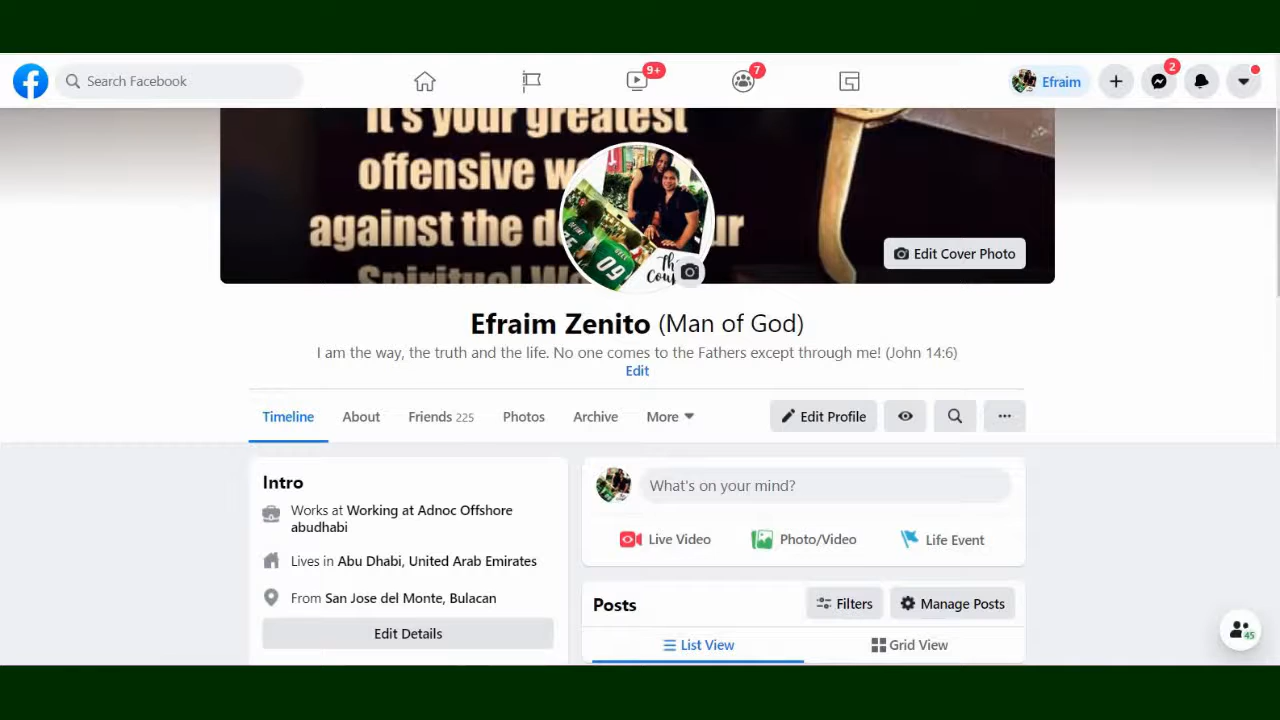 Search Facebook
9+
7
Efraim
2
It's your greatest
offensive
against the
Spiritual
09
Edit Cover Photo
Efraim Zenito (Man of God)
I am the way, the truth and the life. No one comes to the Fathers except through me! (John 14:6)
Edit
Timeline
About
Friends 225
Photos
Archive
More
Edit Profile
Intro
Works at Working at Adnoc Offshore
abudhabi
Lives in Abu Dhabi, United Arab Emirates
From San Jose del Monte, Bulacan
Edit Details
What's on your mind?
Live Video
Photo/Video
Life Event
Posts
Filters
Manage Posts
List View
Grid View
45